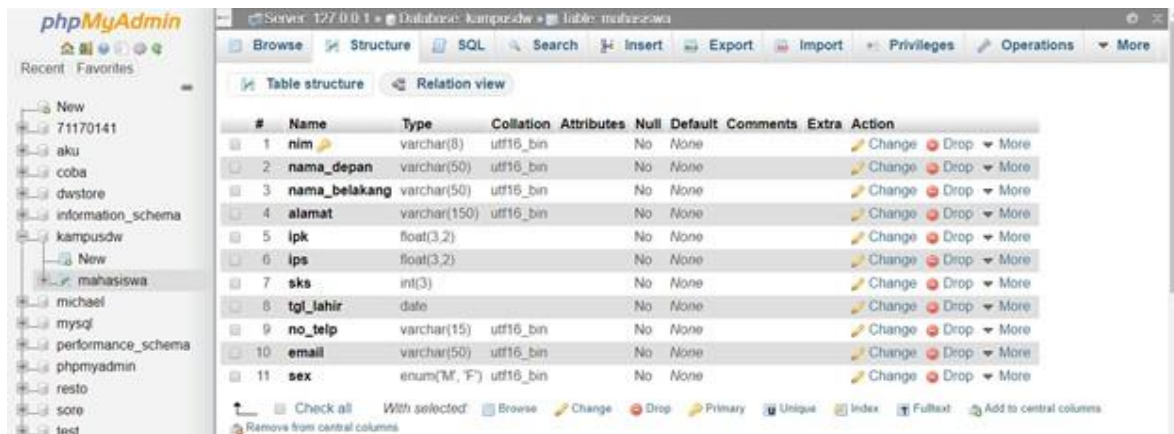 phpMyAdmin
Recent Favorites
New
71170141
aku
coba
dwstore
information_schema
kampusdw
New
mahasiswa
michael
mysql
performance_schema
phpmyadmin
resto
sore
test
Server: 127.0.0.1 » Database: kampusdw » Table: mahasiswa
Browse Structure SQL Search Insert Export Import Privileges Operations More
Table structure Relation view
# Name Type Collation Attributes Null Default Comments Extra Action
1 nim varchar(8) utf16_bin No None Change Drop More
2 nama_depan varchar(50) utf16_bin No None Change Drop More
3 nama_belakang varchar(50) utf16_bin No None Change Drop More
4 alamat varchar(150) utf16_bin No None Change Drop More
5 ipk float(3,2) No None Change Drop More
6 ips float(3,2) No None Change Drop More
7 sks int(3) No None Change Drop More
8 tgl_lahir date No None Change Drop More
9 no_telp varchar(15) utf16_bin No None Change Drop More
10 email varchar(50) utf16_bin No None Change Drop More
11 sex enum('M', 'F') utf16_bin No None Change Drop More
Check all With selected: Browse Change Drop Primary Unique Index Fulltext Add to central columns
Remove from central columns